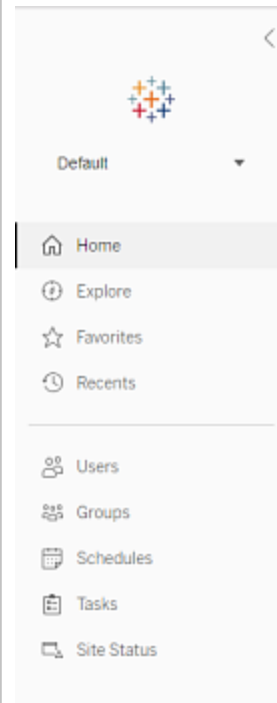 Default
Home
Explore
Favorites
Recents
Users
Groups
Schedules
Tasks
Site Status